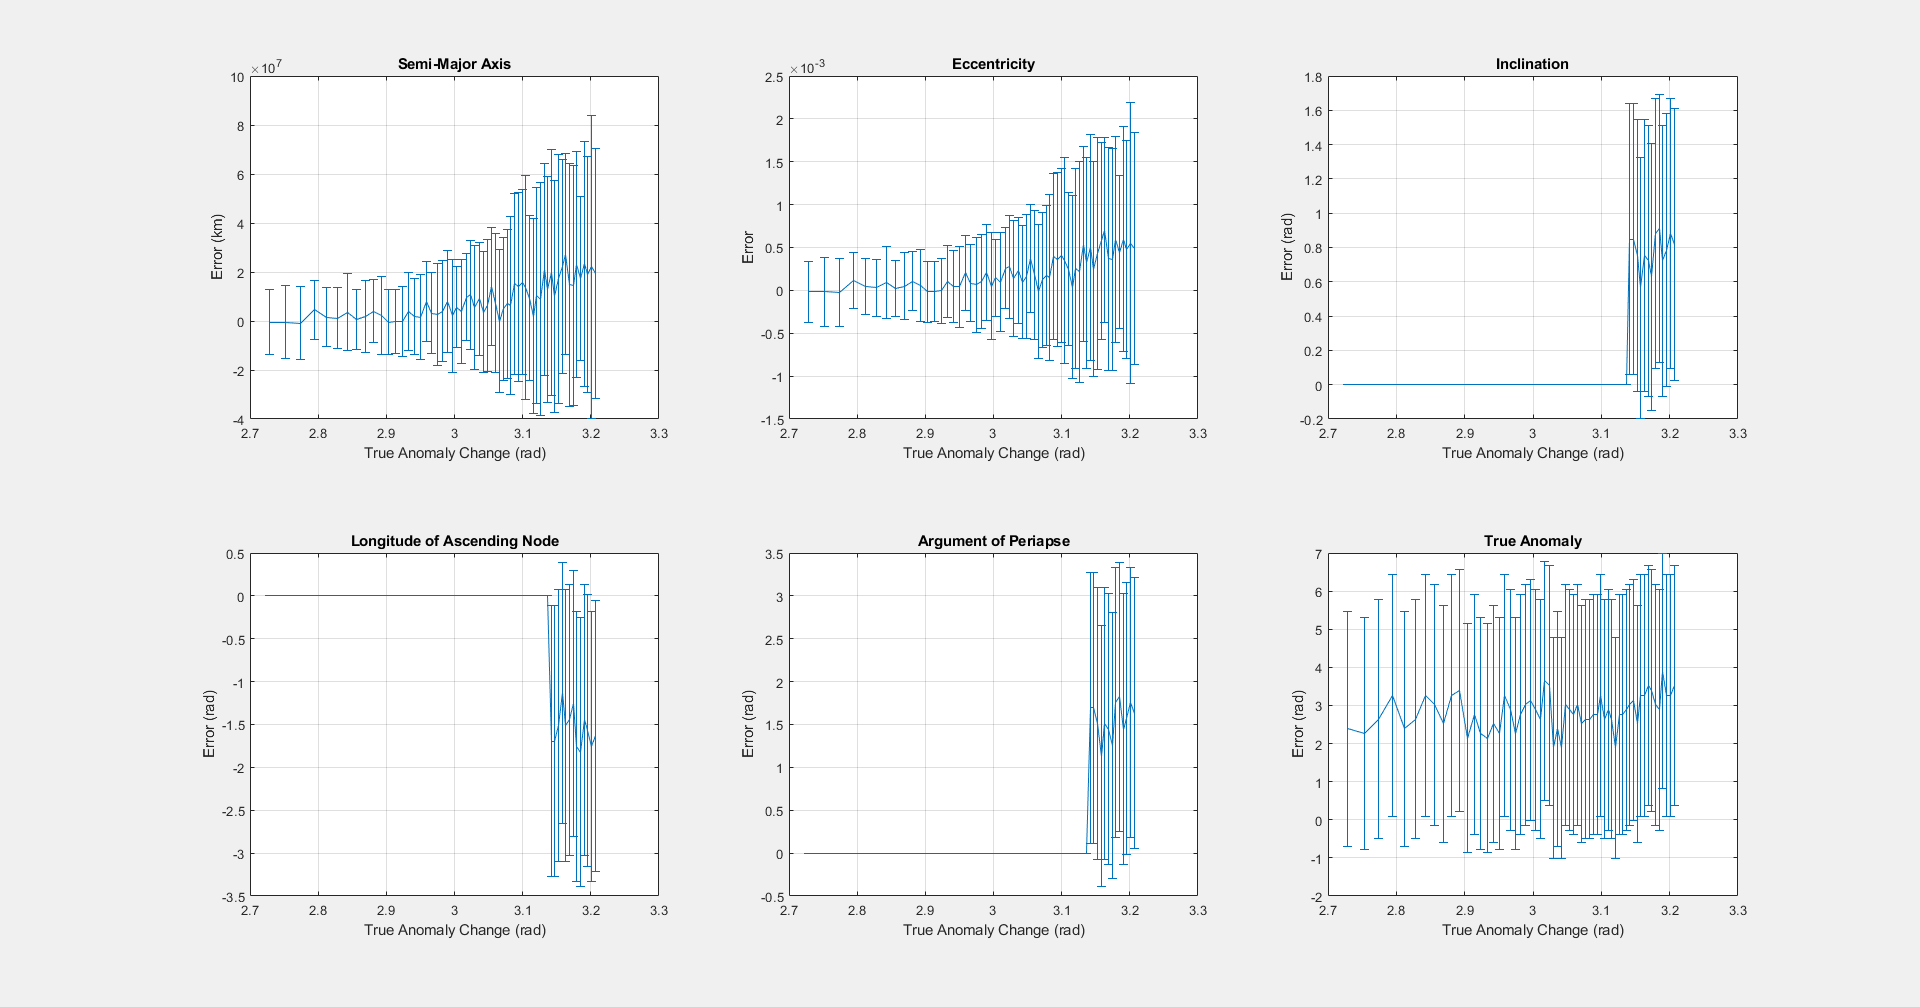 Semi-Major Axis
×10^7
10
8
6
4
2
0
-2
-4
Error (km)
2.7 2.8 2.9 3 3.1 3.2 3.3
True Anomaly Change (rad)
Eccentricity
×10^-3
2.5
2
1.5
1
0.5
0
-0.5
-1
-1.5
Error
2.7 2.8 2.9 3 3.1 3.2 3.3
True Anomaly Change (rad)
Inclination
1.8
1.6
1.4
1.2
1
0.8
0.6
0.4
0.2
0
-0.2
Error (rad)
2.7 2.8 2.9 3 3.1 3.2 3.3
True Anomaly Change (rad)
Longitude of Ascending Node
0.5
0
-0.5
-1
-1.5
-2
-2.5
-3
-3.5
Error (rad)
2.7 2.8 2.9 3 3.1 3.2 3.3
True Anomaly Change (rad)
Argument of Periapse
3.5
3
2.5
2
1.5
1
0.5
0
-0.5
Error (rad)
2.7 2.8 2.9 3 3.1 3.2 3.3
True Anomaly Change (rad)
True Anomaly
7
6
5
4
3
2
1
0
-1
-2
Error (rad)
2.7 2.8 2.9 3 3.1 3.2 3.3
True Anomaly Change (rad)